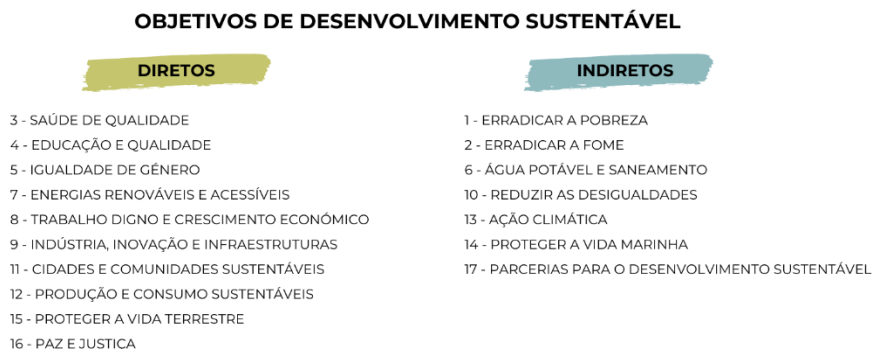 OBJETIVOS DE DESENVOLVIMENTO SUSTENTÁVEL
DIRETOS
3 - SAÚDE DE QUALIDADE
4 - EDUCAÇÃO E QUALIDADE
5 - IGUALDADE DE GÉNERO
7 - ENERGIAS RENOVÁVEIS E ACESSÍVEIS
8 - TRABALHO DIGNO E CRESCIMENTO ECONÓMICO
9 - INDÚSTRIA, INOVAÇÃO E INFRAESTRUTURAS
11 - CIDADES E COMUNIDADES SUSTENTÁVEIS
12 - PRODUÇÃO E CONSUMO SUSTENTÁVEIS
15 - PROTEGER A VIDA TERRESTRE
16 - PAZ E JUSTIÇA
INDIRETOS
1 - ERRADICAR A POBREZA
2 - ERRADICAR A FOME
6 - ÁGUA POTÁVEL E SANEAMENTO
10 - REDUZIR AS DESIGUALDADES
13 - AÇÃO CLIMÁTICA
14 - PROTEGER A VIDA MARINHA
17 - PARCERIAS PARA O DESENVOLVIMENTO SUSTENTÁVEL